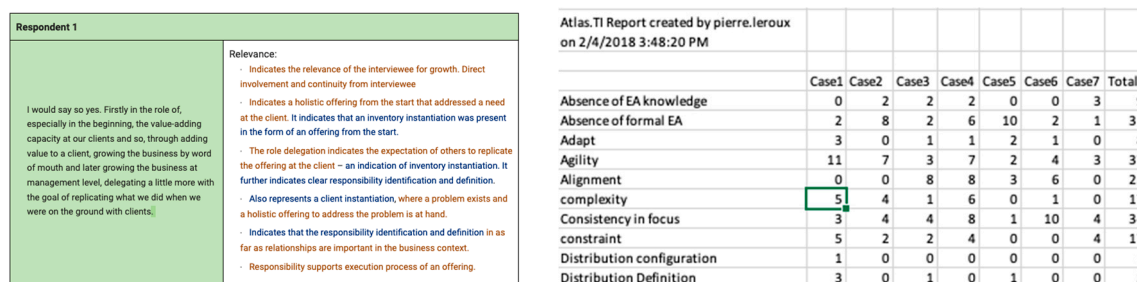 Respondent 1
I would say so yes. Firstly in the role of,
especially in the beginning, the value-adding
capacity at our clients and so, through adding
value to a client, growing the business by word
of mouth and later growing the business at
management level, delegating a little more with
the goal of replicating what we did when we
were on the ground with clients.
Relevance:
· Indicates the relevance of the interviewee for growth. Direct
involvement and continuity from interviewee
· Indicates a holistic offering from the start that addressed a need
at the client. It indicates that an inventory instantiation was present
in the form of an offering from the start.
· The role delegation indicates the expectation of others to replicate
the offering at the client – an indication of inventory instantiation. It
further indicates clear responsibility identification and definition.
· Also represents a client instantiation, where a problem exists and
a holistic offering to address the problem is at hand.
· Indicates that the responsibility identification and definition in as
far as relationships are important in the business context.
· Responsibility supports execution process of an offering.
Atlas.TI Report created by pierre.leroux
on 2/4/2018 3:48:20 PM
Case1 Case2 Case3 Case4 Case5 Case6 Case7 Total
Absence of EA knowledge 0 2 2 2 0 0 3
Absence of formal EA 2 8 2 6 10 2 1 3
Adapt 3 0 1 1 2 1 0
Agility 11 7 3 7 2 4 3 3
Alignment 0 0 8 8 3 6 0 2
complexity 5 4 1 6 0 1 0 1
Consistency in focus 3 4 4 8 1 10 4 3
constraint 5 2 2 4 0 0 4 1
Distribution configuration 1 0 0 0 0 0 0
Distribution Definition 3 0 1 0 1 0 0